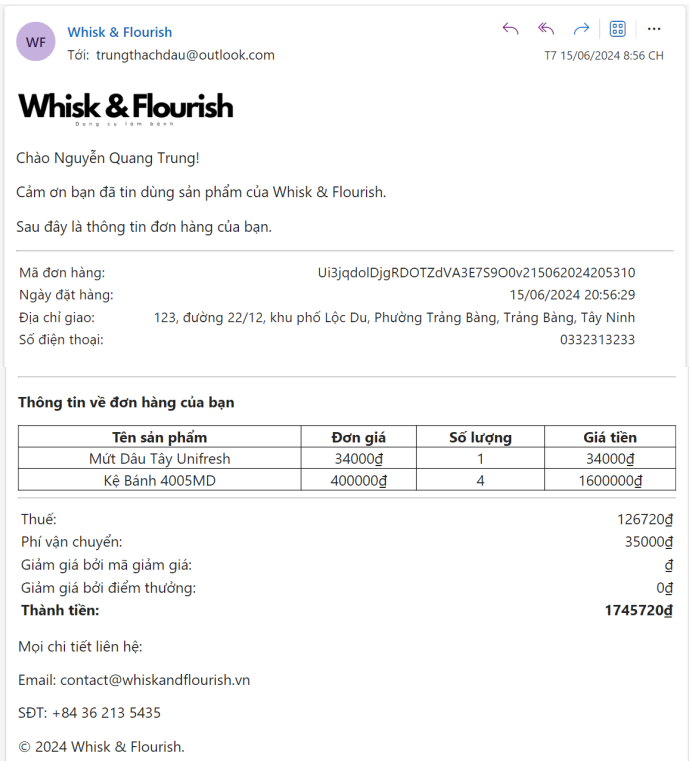 WF
Whisk & Flourish
Tới: trungthachdau@outlook.com
T7 15/06/2024 8:56 CH
Whisk & Flourish
Dụng cụ làm bánh
Chào Nguyễn Quang Trung!
Cảm ơn bạn đã tin dùng sản phẩm của Whisk & Flourish.
Sau đây là thông tin đơn hàng của bạn.
Mã đơn hàng: Ui3jqdolDjgRDOTZdVA3E7S9O0v215062024205310
Ngày đặt hàng: 15/06/2024 20:56:29
Địa chỉ giao: 123, đường 22/12, khu phố Lộc Du, Phường Trảng Bàng, Trảng Bàng, Tây Ninh
Số điện thoại: 0332313233
Thông tin về đơn hàng của bạn
Tên sản phẩm Đơn giá Số lượng Giá tiền
Mứt Dâu Tây Unifresh 34000₫ 1 34000₫
Kệ Bánh 4005MD 400000₫ 4 1600000₫
Thuế: 126720₫
Phí vận chuyển: 35000₫
Giảm giá bởi mã giảm giá: ₫
Giảm giá bởi điểm thưởng: 0₫
Thành tiền: 1745720₫
Mọi chi tiết liên hệ:
Email: contact@whiskandflourish.vn
SĐT: +84 36 213 5435
© 2024 Whisk & Flourish.